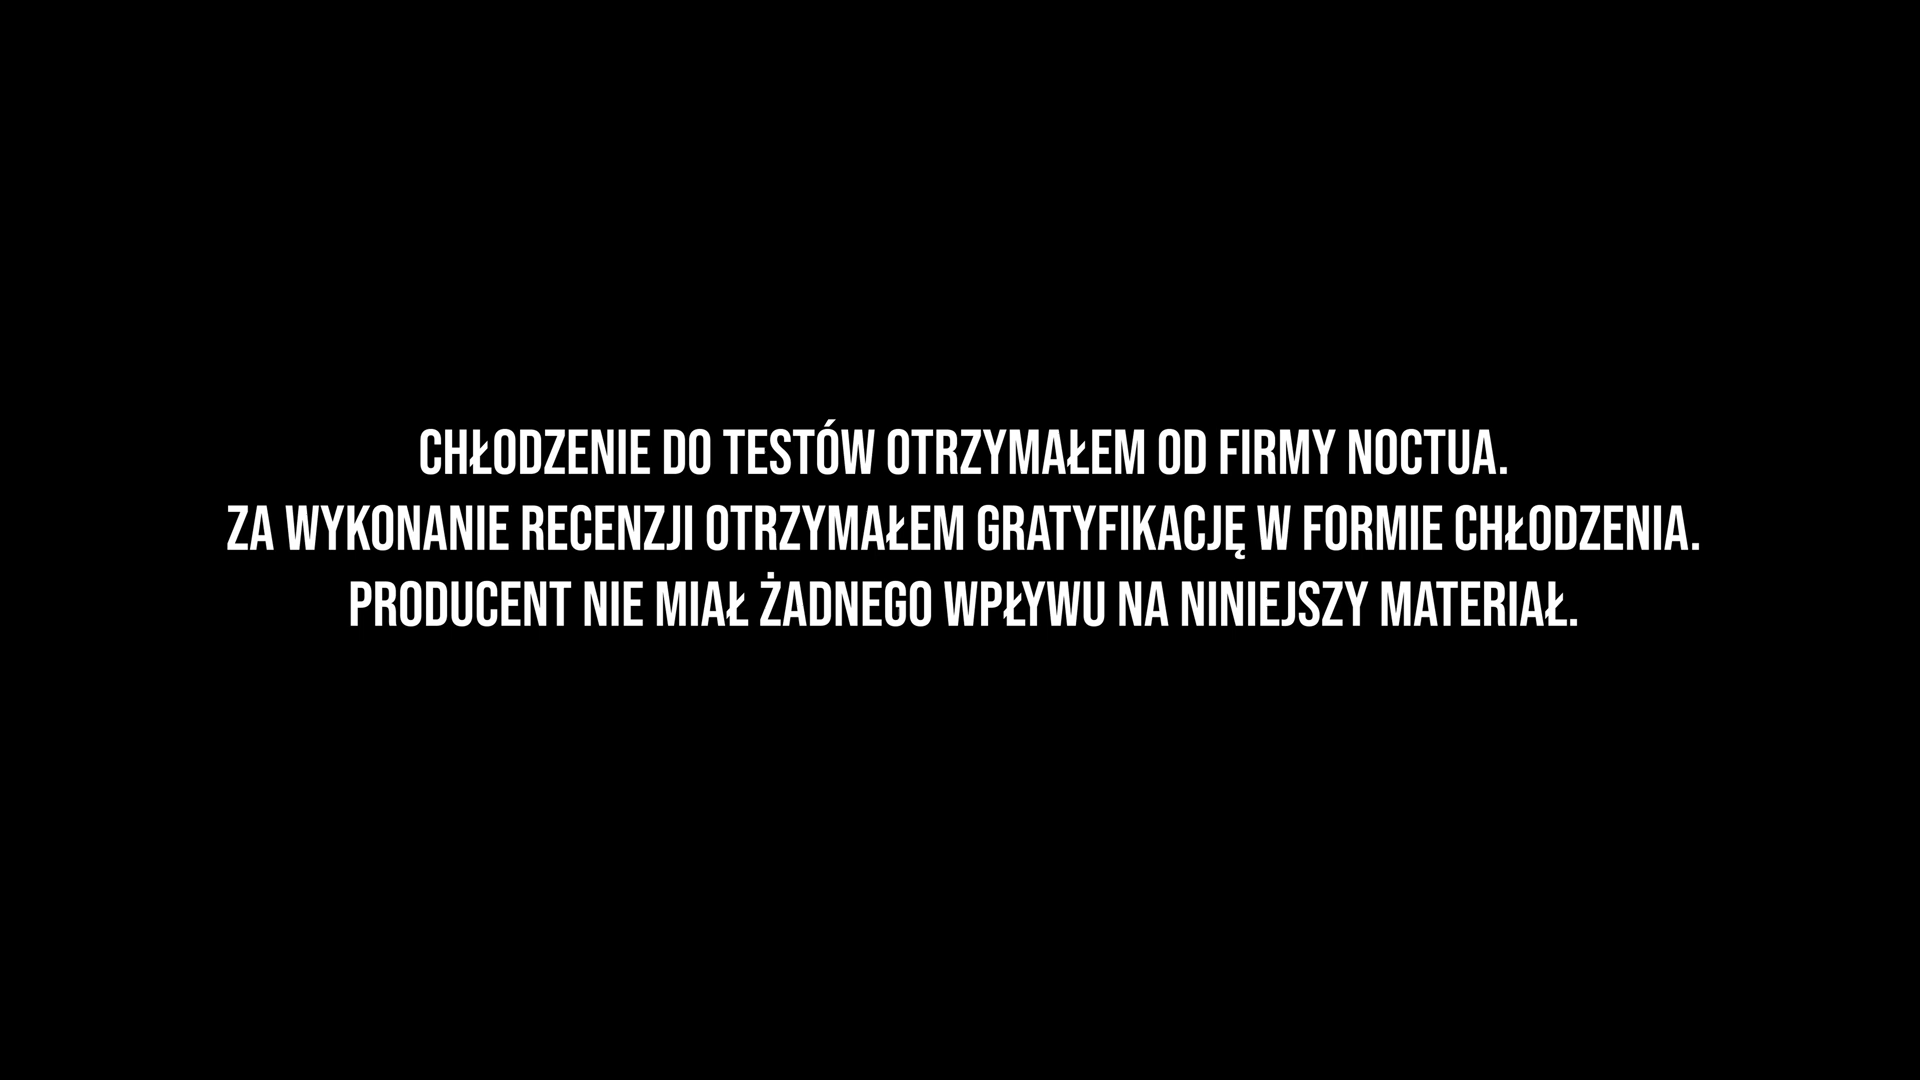 CHŁODZENIE DO TESTÓW OTRZYMAŁEM OD FIRMY NOCTUA.
ZA WYKONANIE RECENZJI OTRZYMAŁEM GRATYFIKACJĘ W FORMIE CHŁODZENIA.
PRODUCENT NIE MIAŁ ŻADNEGO WPŁYWU NA NINIEJSZY MATERIAŁ.